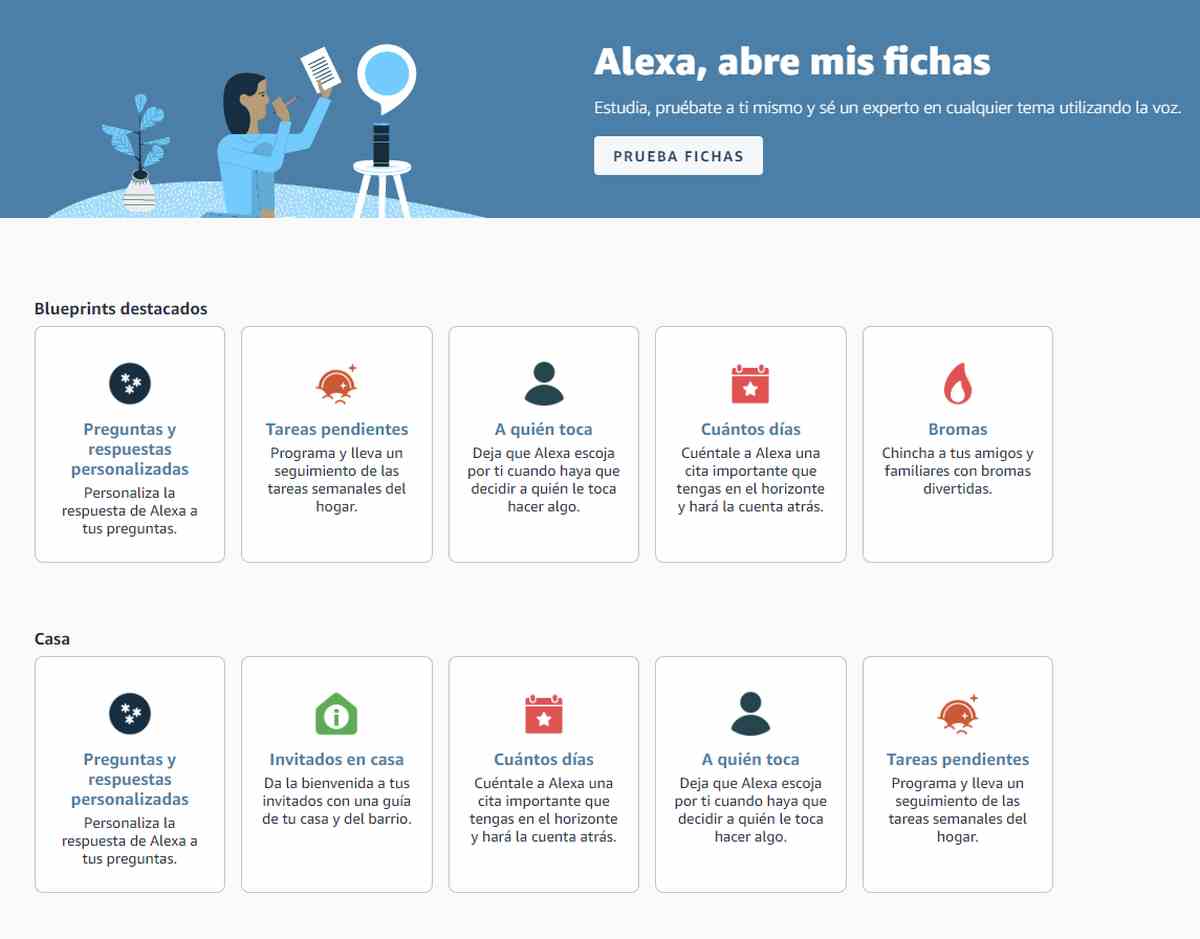 Alexa, abre mis fichas
Estudia, pruébate a ti mismo y sé un experto en cualquier tema utilizando la voz.
PRUEBA FICHAS
Blueprints destacados
Preguntas y
respuestas
personalizadas
Personaliza la
respuesta de Alexa a
tus preguntas.
Tareas pendientes
Programa y lleva un
seguimiento de las
tareas semanales del
hogar.
A quién toca
Deja que Alexa escoja
por ti cuando haya que
decidir a quién le toca
hacer algo.
Cuántos días
Cuéntale a Alexa una
cita importante que
tengas en el horizonte
y hará la cuenta atrás.
Bromas
Chincha a tus amigos y
familiares con bromas
divertidas.
Casa
Preguntas y
respuestas
personalizadas
Personaliza la
respuesta de Alexa a
tus preguntas.
Invitados en casa
Da la bienvenida a tus
invitados con una guía
de tu casa y del barrio.
Cuántos días
Cuéntale a Alexa una
cita importante que
tengas en el horizonte
y hará la cuenta atrás.
A quién toca
Deja que Alexa escoja
por ti cuando haya que
decidir a quién le toca
hacer algo.
Tareas pendientes
Programa y lleva un
seguimiento de las
tareas semanales del
hogar.